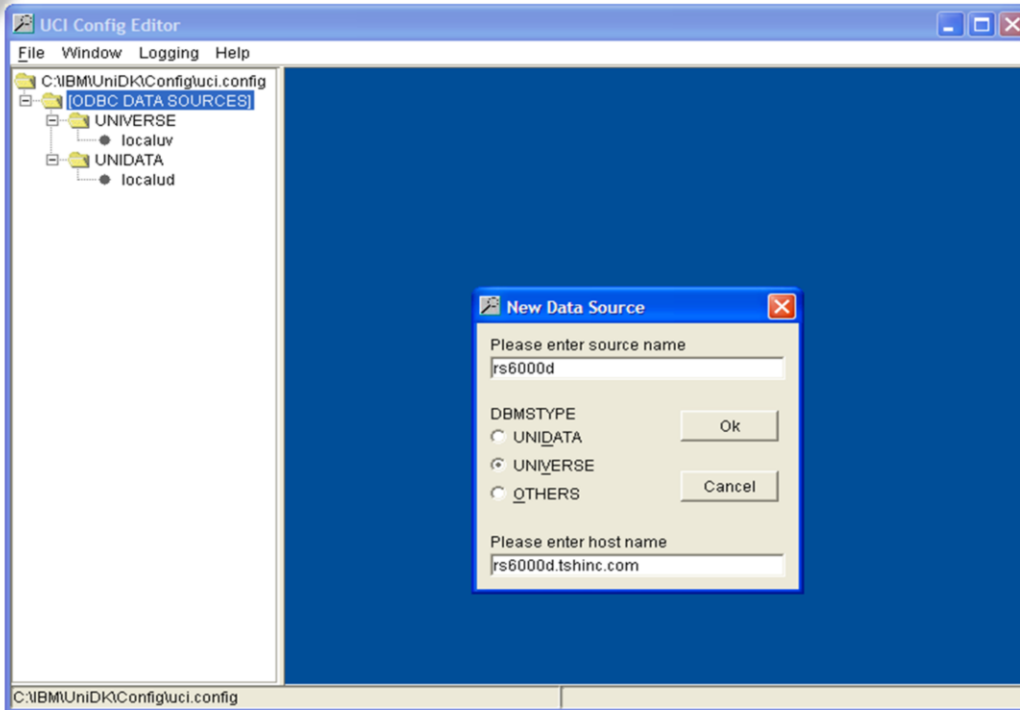 UCI Config Editor
File Window Logging Help
C:\IBM\UniDK\Config\uci.config
[ODBC DATA SOURCES]
UNIVERSE
localuv
UNIDATA
localud
New Data Source
Please enter source name
rs6000d
DBMSTYPE
UNIDATA
UNIVERSE
OTHERS
Ok
Cancel
Please enter host name
rs6000d.tshinc.com
C:\IBM\UniDK\Config\uci.config